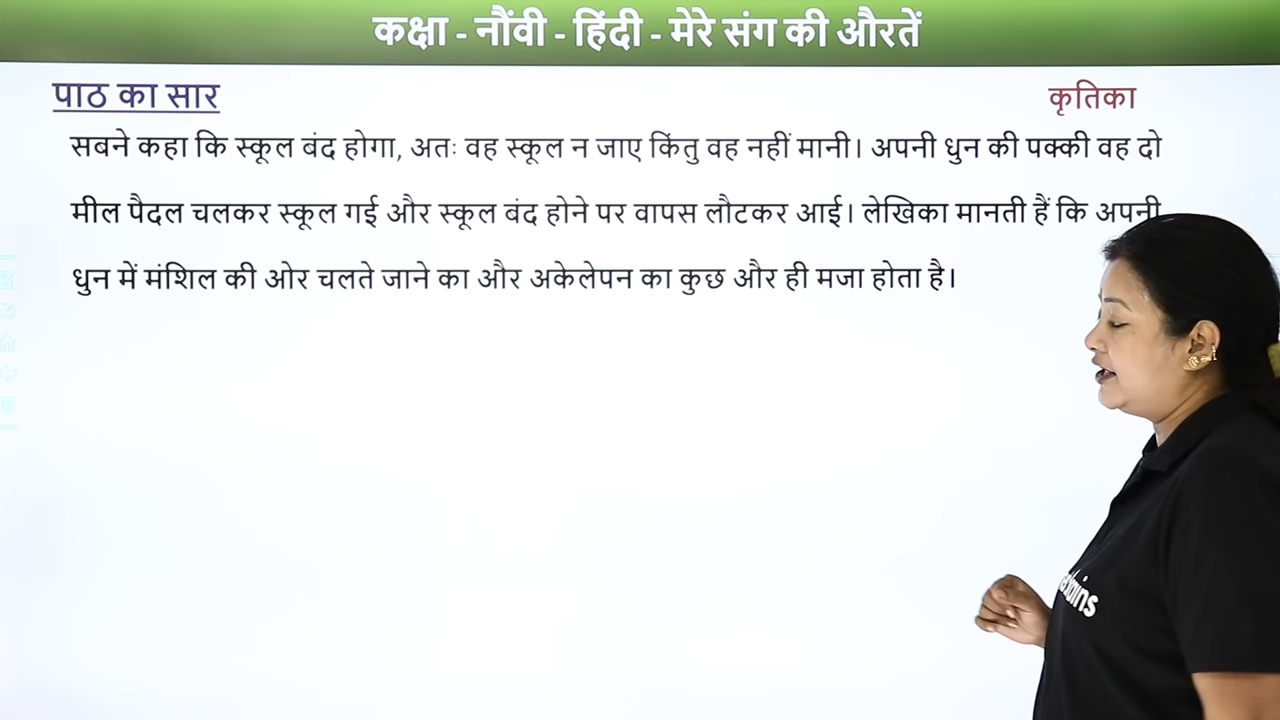 कक्षा - नौंवी - हिंदी - मेरे संग की औरतें
पाठ का सार
कृतिका
सबने कहा कि स्कूल बंद होगा, अतः वह स्कूल न जाए किंतु वह नहीं मानी। अपनी धुन की पक्की वह दो
मील पैदल चलकर स्कूल गई और स्कूल बंद होने पर वापस लौटकर आई। लेखिका मानती हैं कि अपनी
धुन में मंशिल की ओर चलते जाने का और अकेलेपन का कुछ और ही मजा होता है।